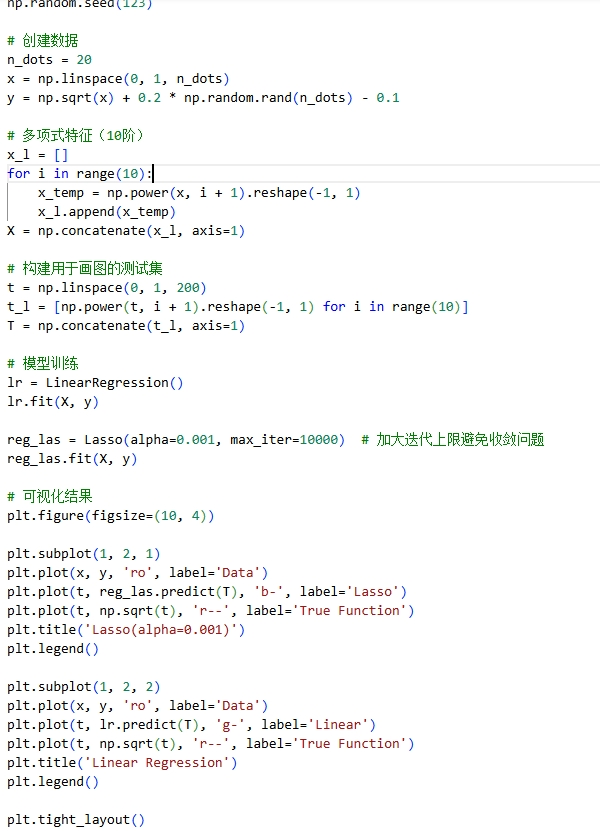 np.random.seed(123)
# 创建数据
n_dots = 20
x = np.linspace(0, 1, n_dots)
y = np.sqrt(x) + 0.2 * np.random.rand(n_dots) - 0.1
# 多项式特征（10阶）
x_l = []
for i in range(10):
    x_temp = np.power(x, i + 1).reshape(-1, 1)
    x_l.append(x_temp)
X = np.concatenate(x_l, axis=1)
# 构建用于画图的测试集
t = np.linspace(0, 1, 200)
t_l = [np.power(t, i + 1).reshape(-1, 1) for i in range(10)]
T = np.concatenate(t_l, axis=1)
# 模型训练
lr = LinearRegression()
lr.fit(X, y)
reg_las = Lasso(alpha=0.001, max_iter=10000)  # 加大迭代上限避免收敛问题
reg_las.fit(X, y)
# 可视化结果
plt.figure(figsize=(10, 4))
plt.subplot(1, 2, 1)
plt.plot(x, y, 'ro', label='Data')
plt.plot(t, reg_las.predict(T), 'b-', label='Lasso')
plt.plot(t, np.sqrt(t), 'r--', label='True Function')
plt.title('Lasso(alpha=0.001)')
plt.legend()
plt.subplot(1, 2, 2)
plt.plot(x, y, 'ro', label='Data')
plt.plot(t, lr.predict(T), 'g-', label='Linear')
plt.plot(t, np.sqrt(t), 'r--', label='True Function')
plt.title('Linear Regression')
plt.legend()
plt.tight_layout()